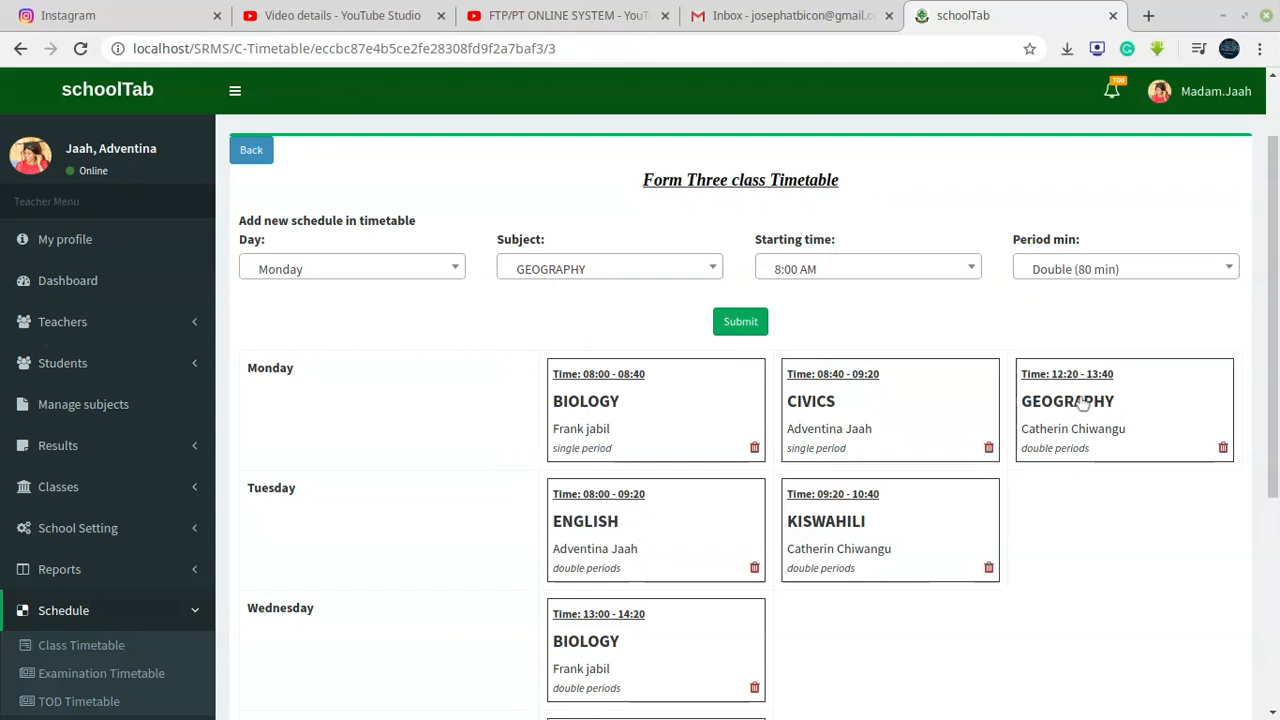 Instagram
Video details - YouTube Studio
FTP/PT ONLINE SYSTEM - YouTu
Inbox - josephatbicon@gmail.c
schoolTab
localhost/SRMS/C-Timetable/eccbc87e4b5ce2fe28308fd9f2a7baf3/3
schoolTab
TOD
Madam.Jaah
Jaah, Adventina
Online
Teacher Menu
My profile
Dashboard
Teachers
Students
Manage subjects
Results
Classes
School Setting
Reports
Schedule
Class Timetable
Examination Timetable
TOD Timetable
Back
Form Three class Timetable
Add new schedule in timetable
Day: Subject: Starting time: Period min:
Monday GEOGRAPHY 8:00 AM Double (80 min)
Submit
Monday
Time: 08:00 - 08:40
BIOLOGY
Frank jabil
single period
Time: 08:40 - 09:20
CIVICS
Adventina Jaah
single period
Time: 12:20 - 13:40
GEOGRAPHY
Catherin Chiwangu
double periods
Tuesday
Time: 08:00 - 09:20
ENGLISH
Adventina Jaah
double periods
Time: 09:20 - 10:40
KISWAHILI
Catherin Chiwangu
double periods
Wednesday
Time: 13:00 - 14:20
BIOLOGY
Frank jabil
double periods